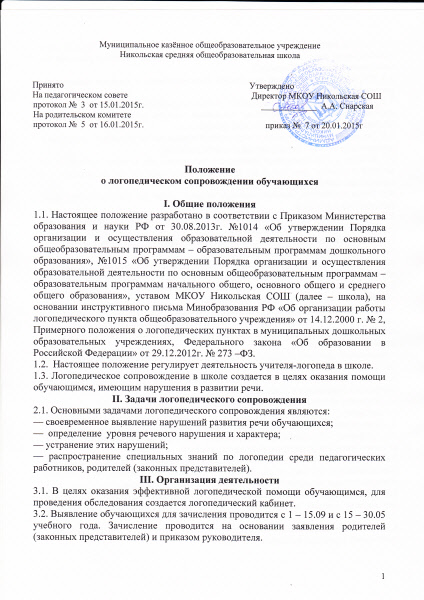 Муниципальное казённое общеобразовательное учреждение
Никольская средняя общеобразовательная школа
Принято
На педагогическом совете
протокол № 3 от 15.01.2015г.
На родительском комитете
протокол № 5 от 16.01.2015г.
Утверждено
Директор МКОУ Никольская СОШ
А.А. Снарская
приказ № 7 от 20.01.2015г
Положение
о логопедическом сопровождении обучающихся
I. Общие положения
1.1. Настоящее положение разработано в соответствии с Приказом Министерства
образования и науки РФ от 30.08.2013г. №1014 «Об утверждении Порядка
организации и осуществления образовательной деятельности по основным
общеобразовательным программам – образовательным программам дошкольного
образования», №1015 «Об утверждении Порядка организации и осуществления
образовательной деятельности по основным общеобразовательным программам –
образовательным программам начального общего, основного общего и среднего
общего образования», уставом МКОУ Никольская СОШ (далее – школа), на
основании инструктивного письма Минобразования РФ «Об организации работы
логопедического пункта общеобразовательного учреждения» от 14.12.2000 г. № 2,
Примерного положения о логопедических пунктах в муниципальных дошкольных
образовательных учреждениях, Федерального закона «Об образовании в
Российской Федерации» от 29.12.2012г. № 273 –ФЗ.
1.2. Настоящее положение регулирует деятельность учителя-логопеда в школе.
1.3. Логопедическое сопровождение в школе создается в целях оказания помощи
обучающимся, имеющим нарушения в развитии речи.
II. Задачи логопедического сопровождения
2.1. Основными задачами логопедического сопровождения являются:
— своевременное выявление нарушений развития речи обучающихся;
— определение уровня речевого нарушения и характера;
— устранение этих нарушений;
— распространение специальных знаний по логопедии среди педагогических
работников, родителей (законных представителей).
III. Организация деятельности
3.1. В целях оказания эффективной логопедической помощи обучающимся, для
проведения обследования создается логопедический кабинет.
3.2. Выявление обучающихся для зачисления проводится с 1 – 15.09 и с 15 – 30.05
учебного года. Зачисление проводится на основании заявления родителей
(законных представителей) и приказом руководителя.
1